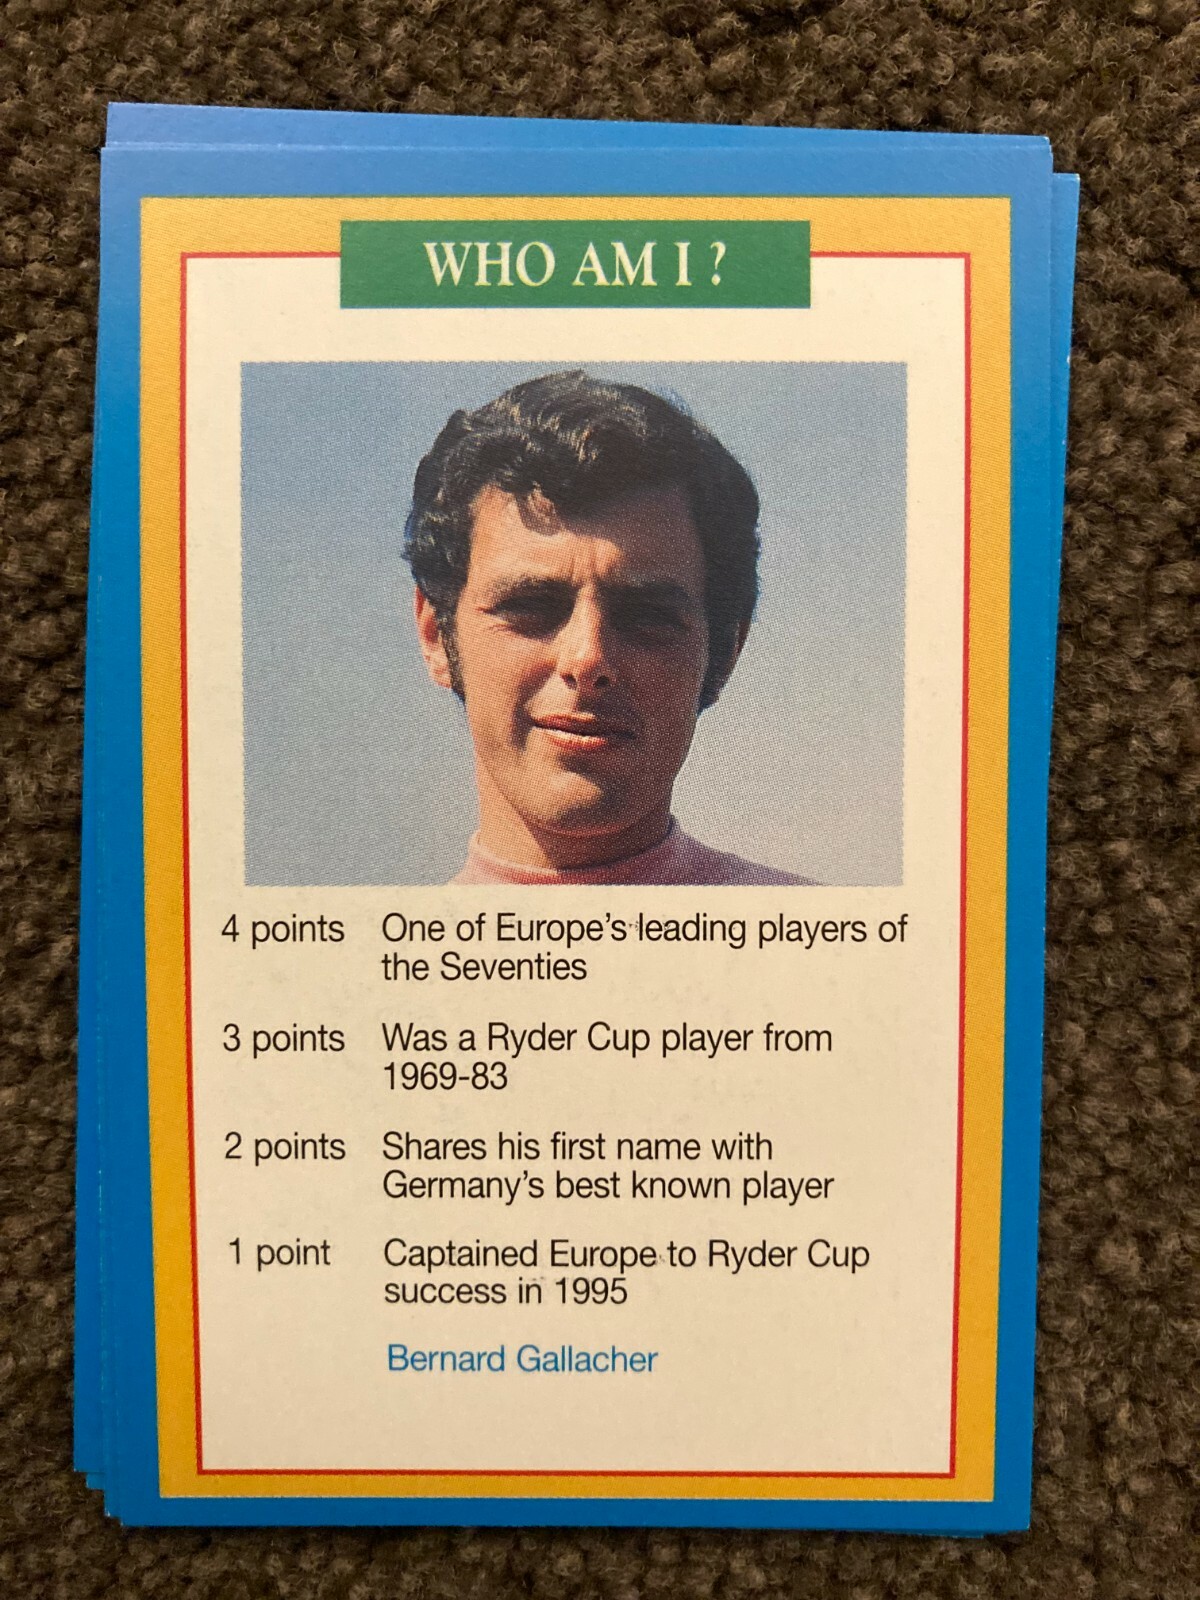 WHO AM I ?
4 points One of Europe's leading players of
the Seventies
3 points Was a Ryder Cup player from
1969-83
2 points Shares his first name with
Germany's best known player
1 point Captained Europe to Ryder Cup
success in 1995
Bernard Gallacher